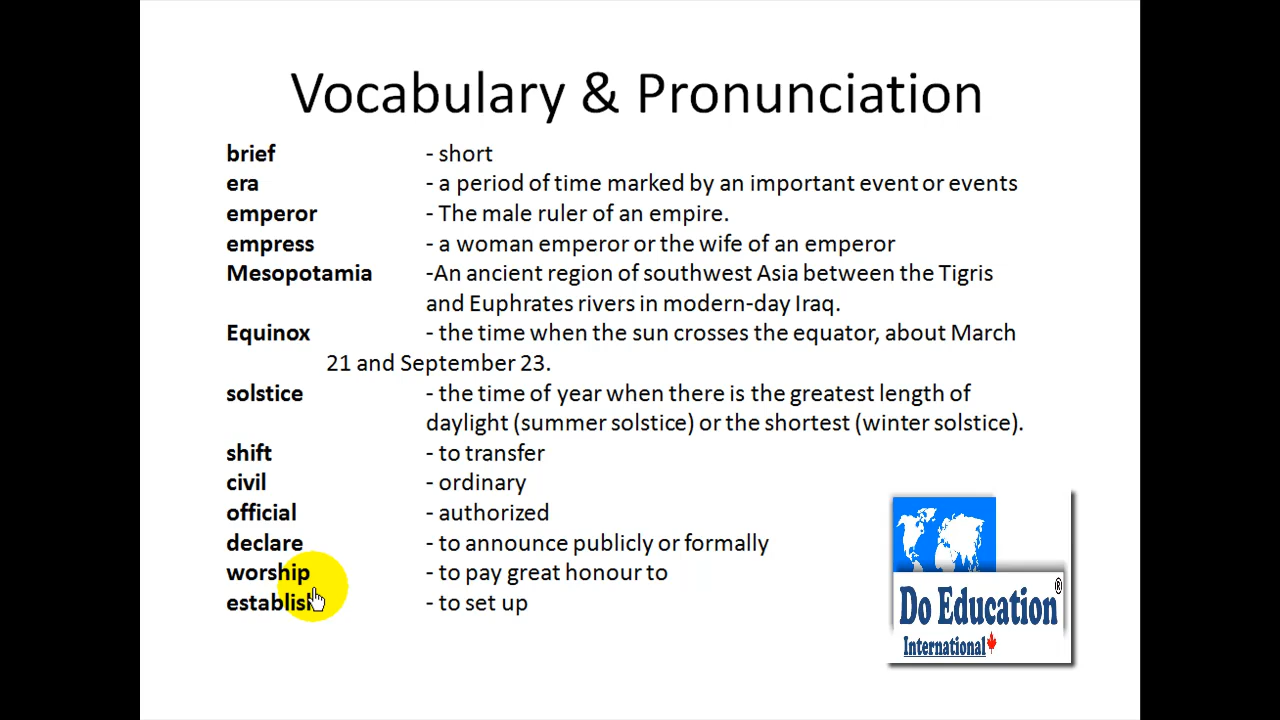 Vocabulary & Pronunciation
brief - short
era - a period of time marked by an important event or events
emperor - The male ruler of an empire.
empress - a woman emperor or the wife of an emperor
Mesopotamia -An ancient region of southwest Asia between the Tigris
and Euphrates rivers in modern-day Iraq.
Equinox - the time when the sun crosses the equator, about March
21 and September 23.
solstice - the time of year when there is the greatest length of
daylight (summer solstice) or the shortest (winter solstice).
shift - to transfer
civil - ordinary
official - authorized
declare - to announce publicly or formally
worship - to pay great honour to
establish - to set up
Do Education®
International